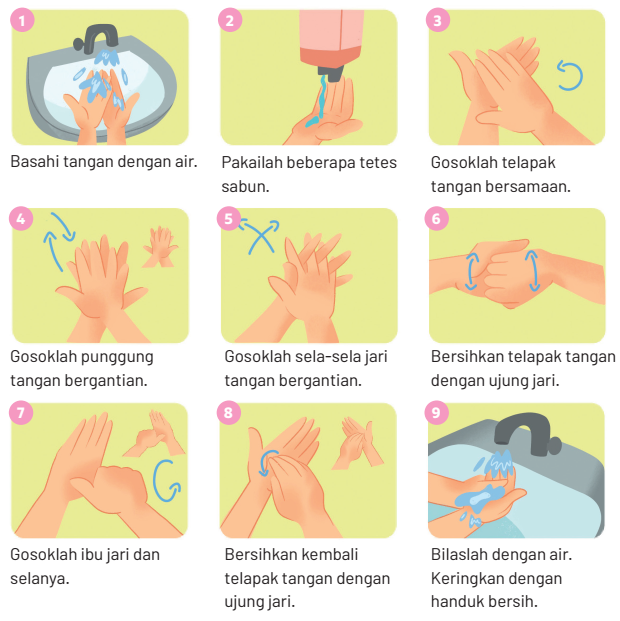 1
Basahi tangan dengan air.
2
Pakailah beberapa tetes
sabun.
3
Gosoklah telapak
tangan bersamaan.
4
Gosoklah punggung
tangan bergantian.
5
Gosoklah sela-sela jari
tangan bergantian.
6
Bersihkan telapak tangan
dengan ujung jari.
7
Gosoklah ibu jari dan
selanya.
8
Bersihkan kembali
telapak tangan dengan
ujung jari.
9
Bilaslah dengan air.
Keringkan dengan
handuk bersih.